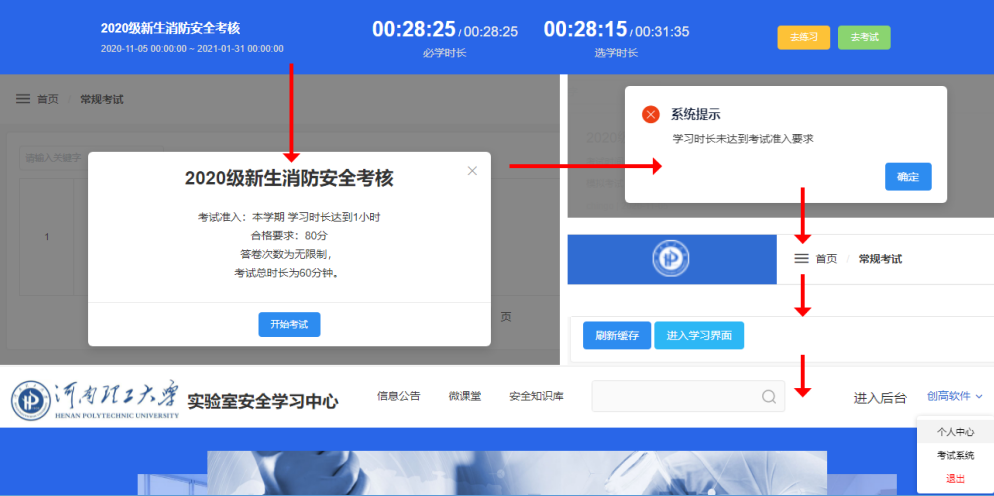 2020级新生消防安全考核
2020-11-05 00:00:00 ~ 2021-01-31 00:00:00
00:28:25 / 00:28:25
必学时长
00:28:15 / 00:31:35
选学时长
去练习
去考试
首页 / 常规考试
请输入关键字
1
页
2020级新生消防安全考核
考试准入：本学期 学习时长达到1小时
合格要求：80分
答卷次数为无限制，
考试总时长为60分钟。
开始考试
系统提示
学习时长未达到考试准入要求
确定
首页 / 常规考试
刷新缓存
进入学习界面
河南理工大学
HENAN POLYTECHNIC UNIVERSITY
实验室安全学习中心
信息公告
微课堂
安全知识库
进入后台
创高软件
个人中心
考试系统
退出